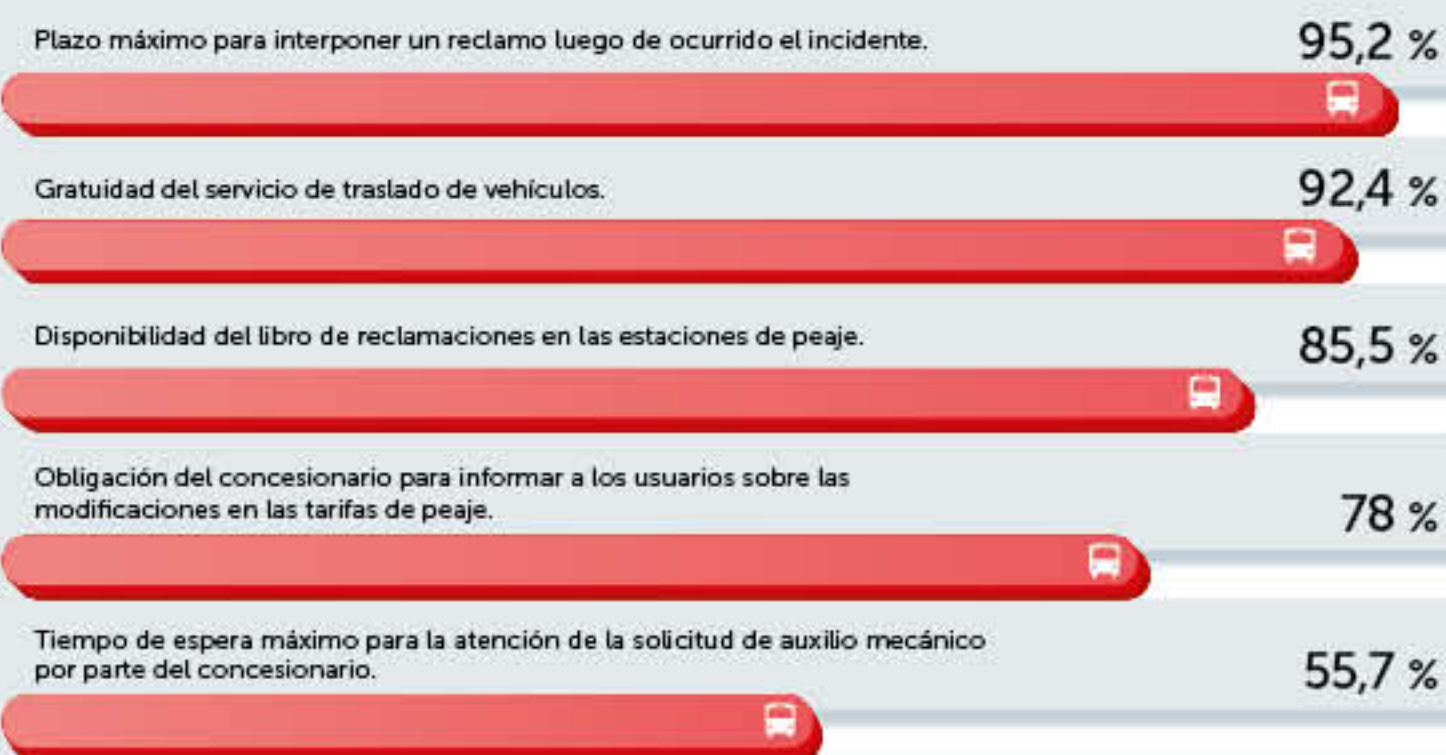 Plazo máximo para interponer un reclamo luego de ocurrido el incidente.
95,2 %
Gratuidad del servicio de traslado de vehículos.
92,4 %
Disponibilidad del libro de reclamaciones en las estaciones de peaje.
85,5 %
Obligación del concesionario para informar a los usuarios sobre las
modificaciones en las tarifas de peaje.
78 %
Tiempo de espera máximo para la atención de la solicitud de auxilio mecánico
por parte del concesionario.
55,7 %